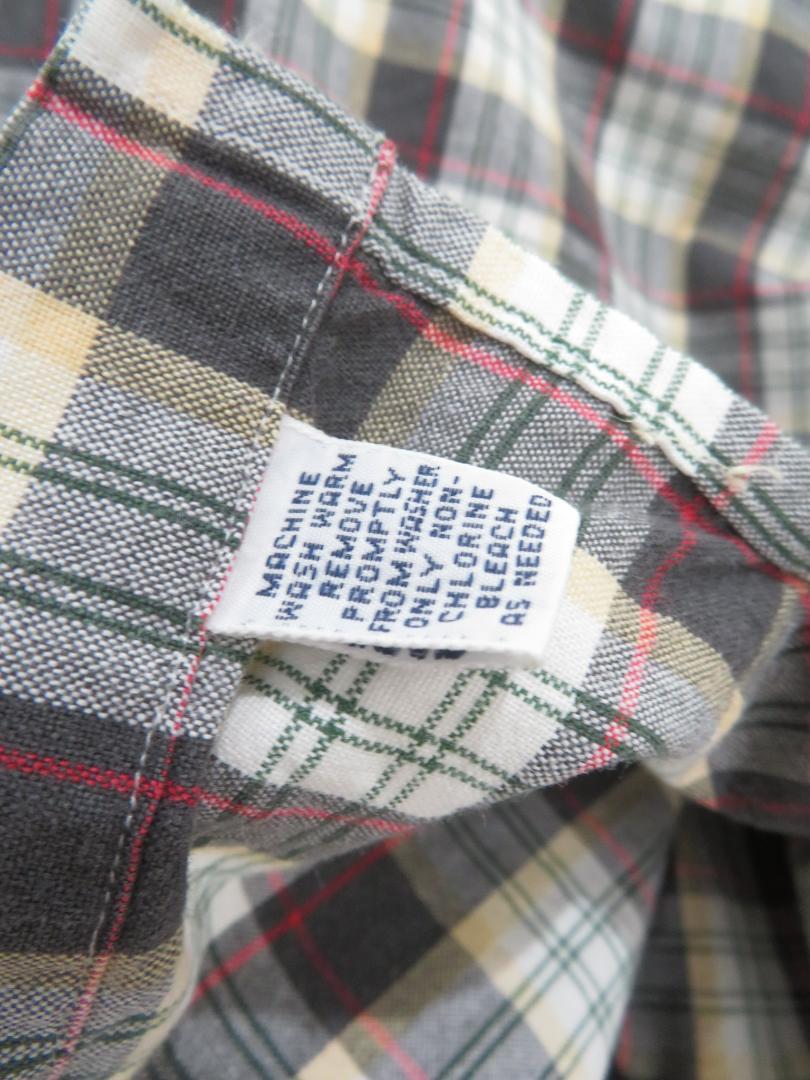 MACHINE
WASH WARM
REMOVE
PROMPTLY
FROM WASHER
ONLY NON-
CHLORINE
BLEACH
AS NEEDED